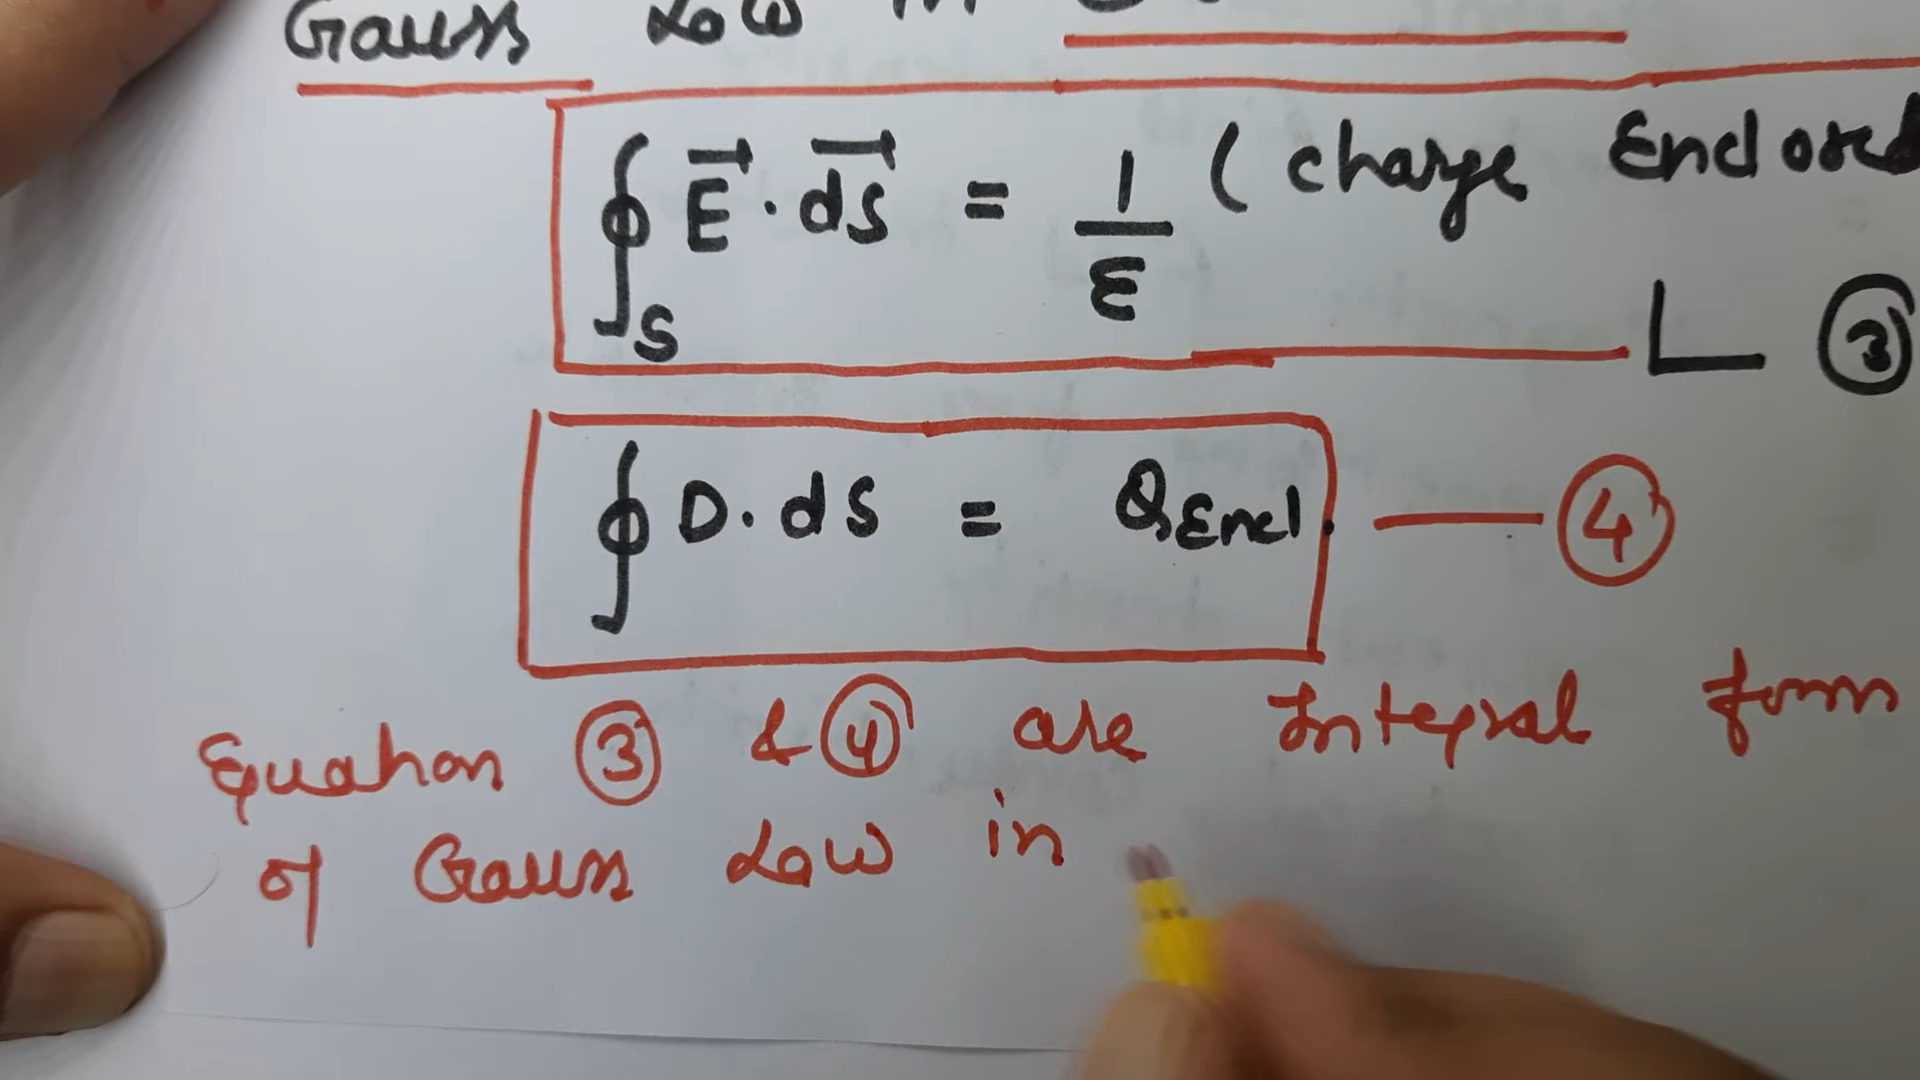 Gauss Law in
∮_S E⃗ · d⃗s = 1/ε (charge Enclosed
③
∮ D · ds = QEncl. — ④
Equation ③ & ④ are Integral form
of Gauss Law in